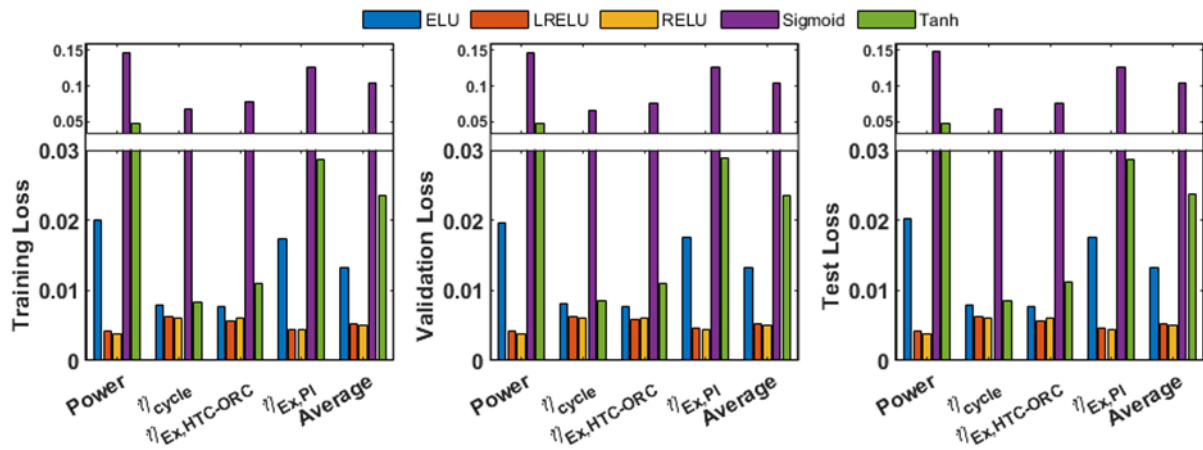 ELU LRELU RELU Sigmoid Tanh
Training Loss
0.15
0.1
0.05
0.03
0.02
0.01
0
Power
ηcycle
ηEx,HTC-ORC
ηEx,PI
Average
Validation Loss
0.15
0.1
0.05
0.03
0.02
0.01
0
Power
ηcycle
ηEx,HTC-ORC
ηEx,PI
Average
Test Loss
0.15
0.1
0.05
0.03
0.02
0.01
0
Power
ηcycle
ηEx,HTC-ORC
ηEx,PI
Average